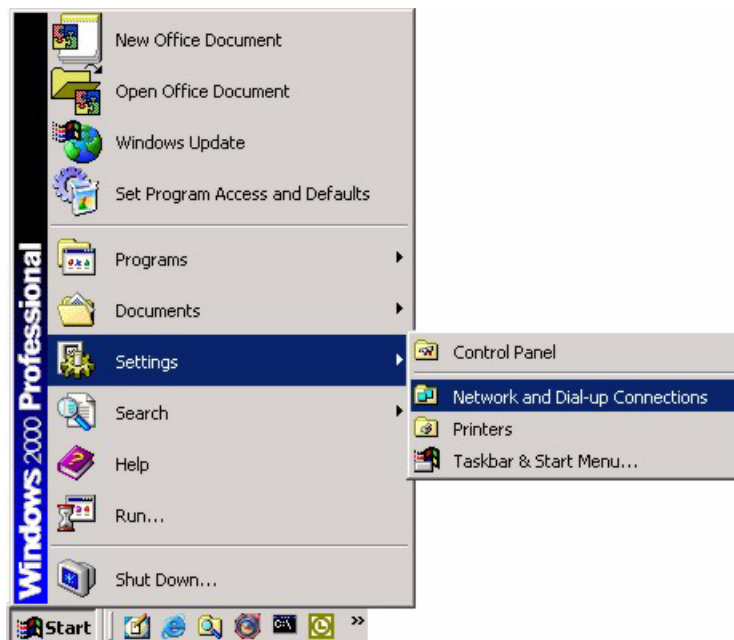 New Office Document
Open Office Document
Windows Update
Set Program Access and Defaults
Programs
Documents
Settings
Search
Help
Run...
Shut Down...
Windows 2000 Professional
Control Panel
Network and Dial-up Connections
Printers
Taskbar & Start Menu...
Start
C:\
»